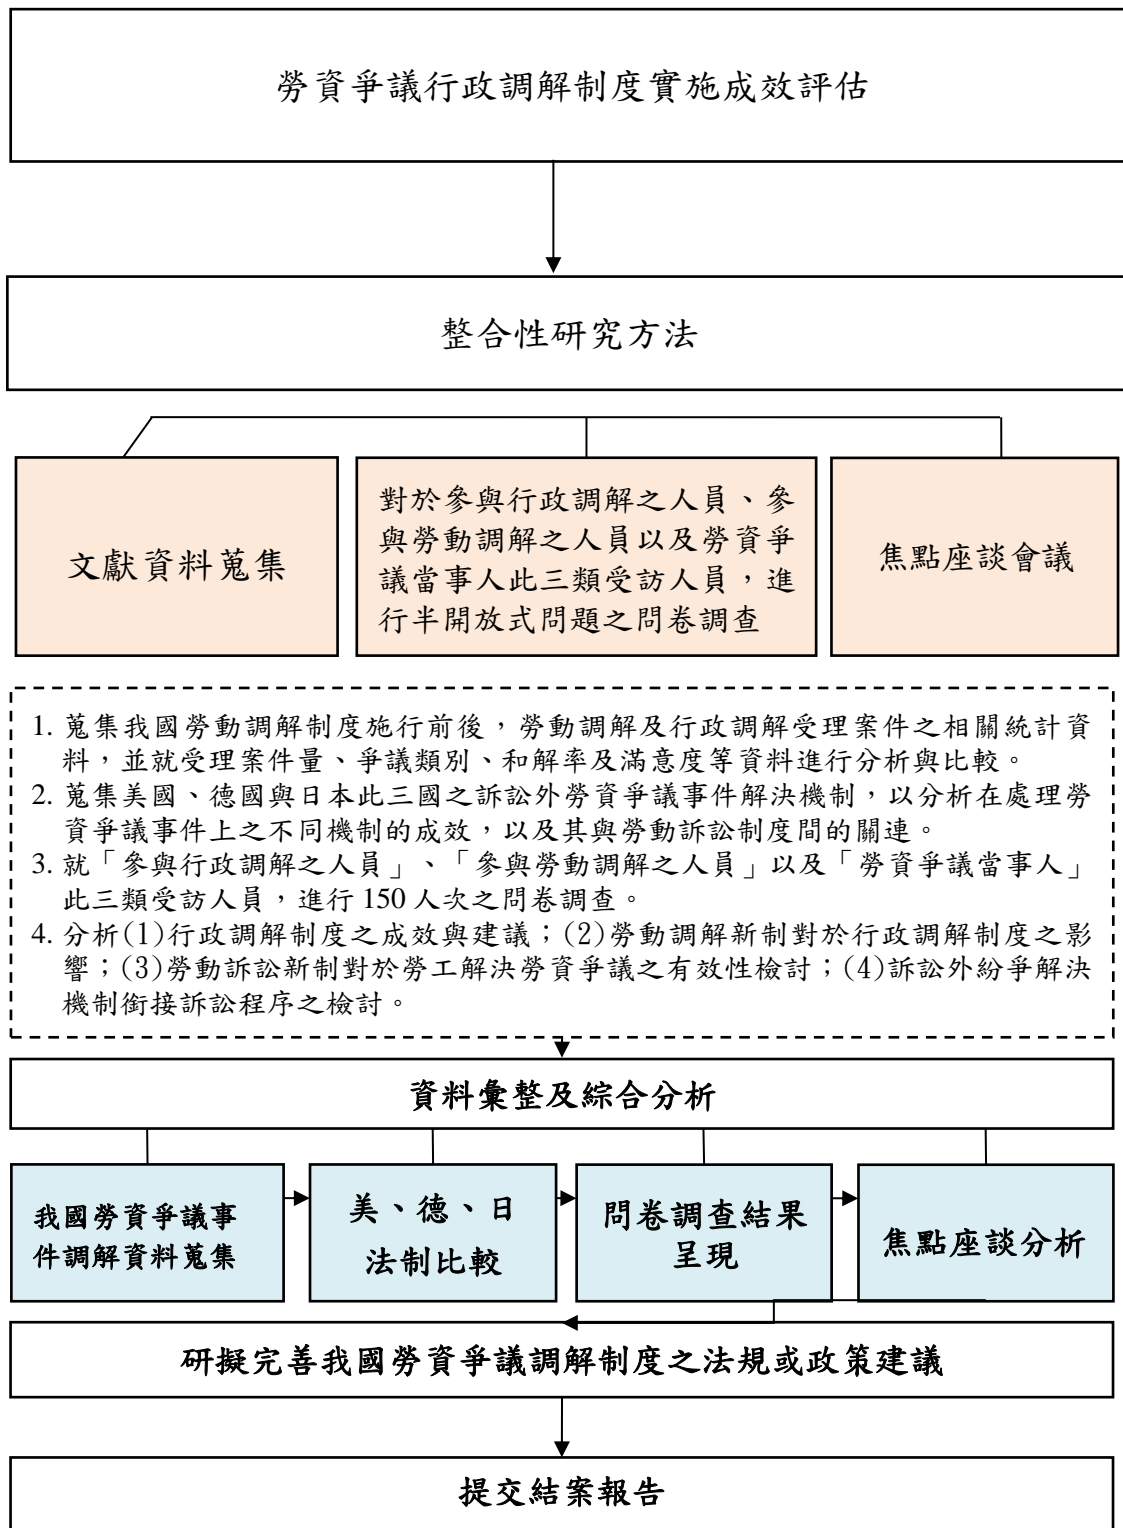 勞資爭議行政調解制度實施成效評估
整合性研究方法
文獻資料蒐集
對於參與行政調解之人員、參
與勞動調解之人員以及勞資爭
議當事人此三類受訪人員，進
行半開放式問題之問卷調查
焦點座談會議
1. 蒐集我國勞動調解制度施行前後，勞動調解及行政調解受理案件之相關統計資
料，並就受理案件量、爭議類別、和解率及滿意度等資料進行分析與比較。
2. 蒐集美國、德國與日本此三國之訴訟外勞資爭議事件解決機制，以分析在處理勞
資爭議事件上之不同機制的成效，以及其與勞動訴訟制度間的關連。
3. 就「參與行政調解之人員」、「參與勞動調解之人員」以及「勞資爭議當事人」
此三類受訪人員，進行 150 人次之問卷調查。
4. 分析(1)行政調解制度之成效與建議；(2)勞動調解新制對於行政調解制度之影
響；(3)勞動訴訟新制對於勞工解決勞資爭議之有效性檢討；(4)訴訟外紛爭解決
機制銜接訴訟程序之檢討。
資料彙整及綜合分析
我國勞資爭議事
件調解資料蒐集
美、德、日
法制比較
問卷調查結果
呈現
焦點座談分析
研擬完善我國勞資爭議調解制度之法規或政策建議
提交結案報告